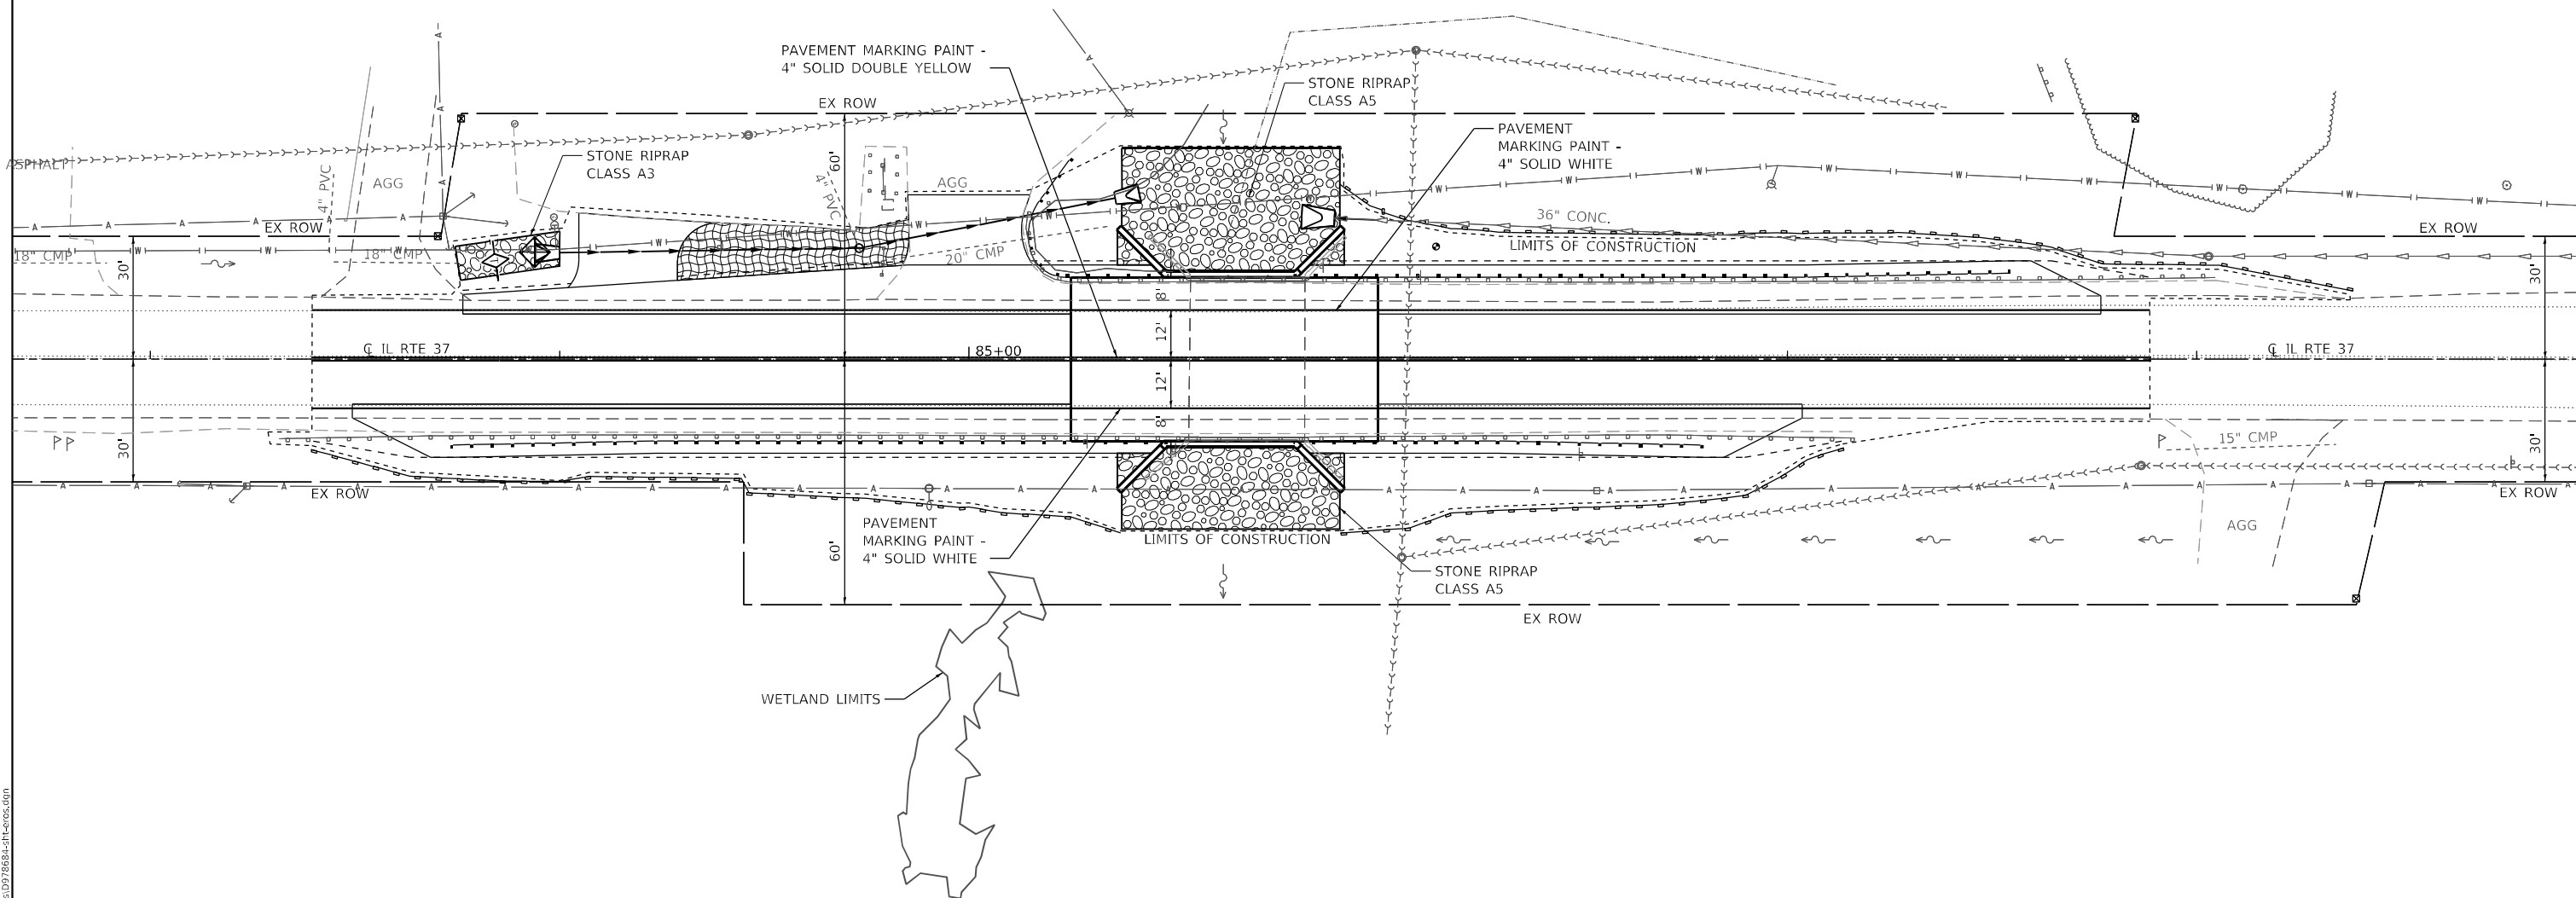 PAVEMENT MARKING PAINT -
4" SOLID DOUBLE YELLOW
STONE RIPRAP
CLASS A5
EX ROW
PAVEMENT
MARKING PAINT -
4" SOLID WHITE
STONE RIPRAP
CLASS A3
60'
ASPHALT
AGG
4" PVC
4" PVC
AGG
36" CONC.
EX ROW
EX ROW
LIMITS OF CONSTRUCTION
18" CMP
18" CMP
20" CMP
30'
30'
8'
12'
℄ IL RTE 37
85+00
℄ IL RTE 37
12'
8'
30'
30'
15" CMP
EX ROW
EX ROW
PAVEMENT
MARKING PAINT -
4" SOLID WHITE
60'
LIMITS OF CONSTRUCTION
AGG
STONE RIPRAP
CLASS A5
EX ROW
WETLAND LIMITS
s\D978684-sht-eros.dgn